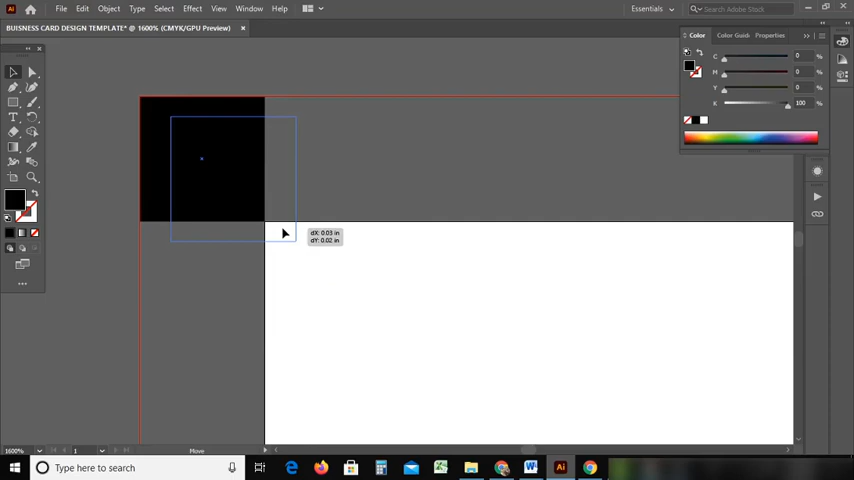 Ai File Edit Object Type Select Effect View Window Help Essentials Search Adobe Stock
BUISNESS CARD DESIGN TEMPLATE* @ 1600% (CMYK/GPU Preview) ×
Color Color Guide Properties
C 0 %
M 0 %
Y 0 %
K 100 %
T
dX: 0.03 in
dY: 0.02 in
1600% 1 Move
Type here to search
Ai